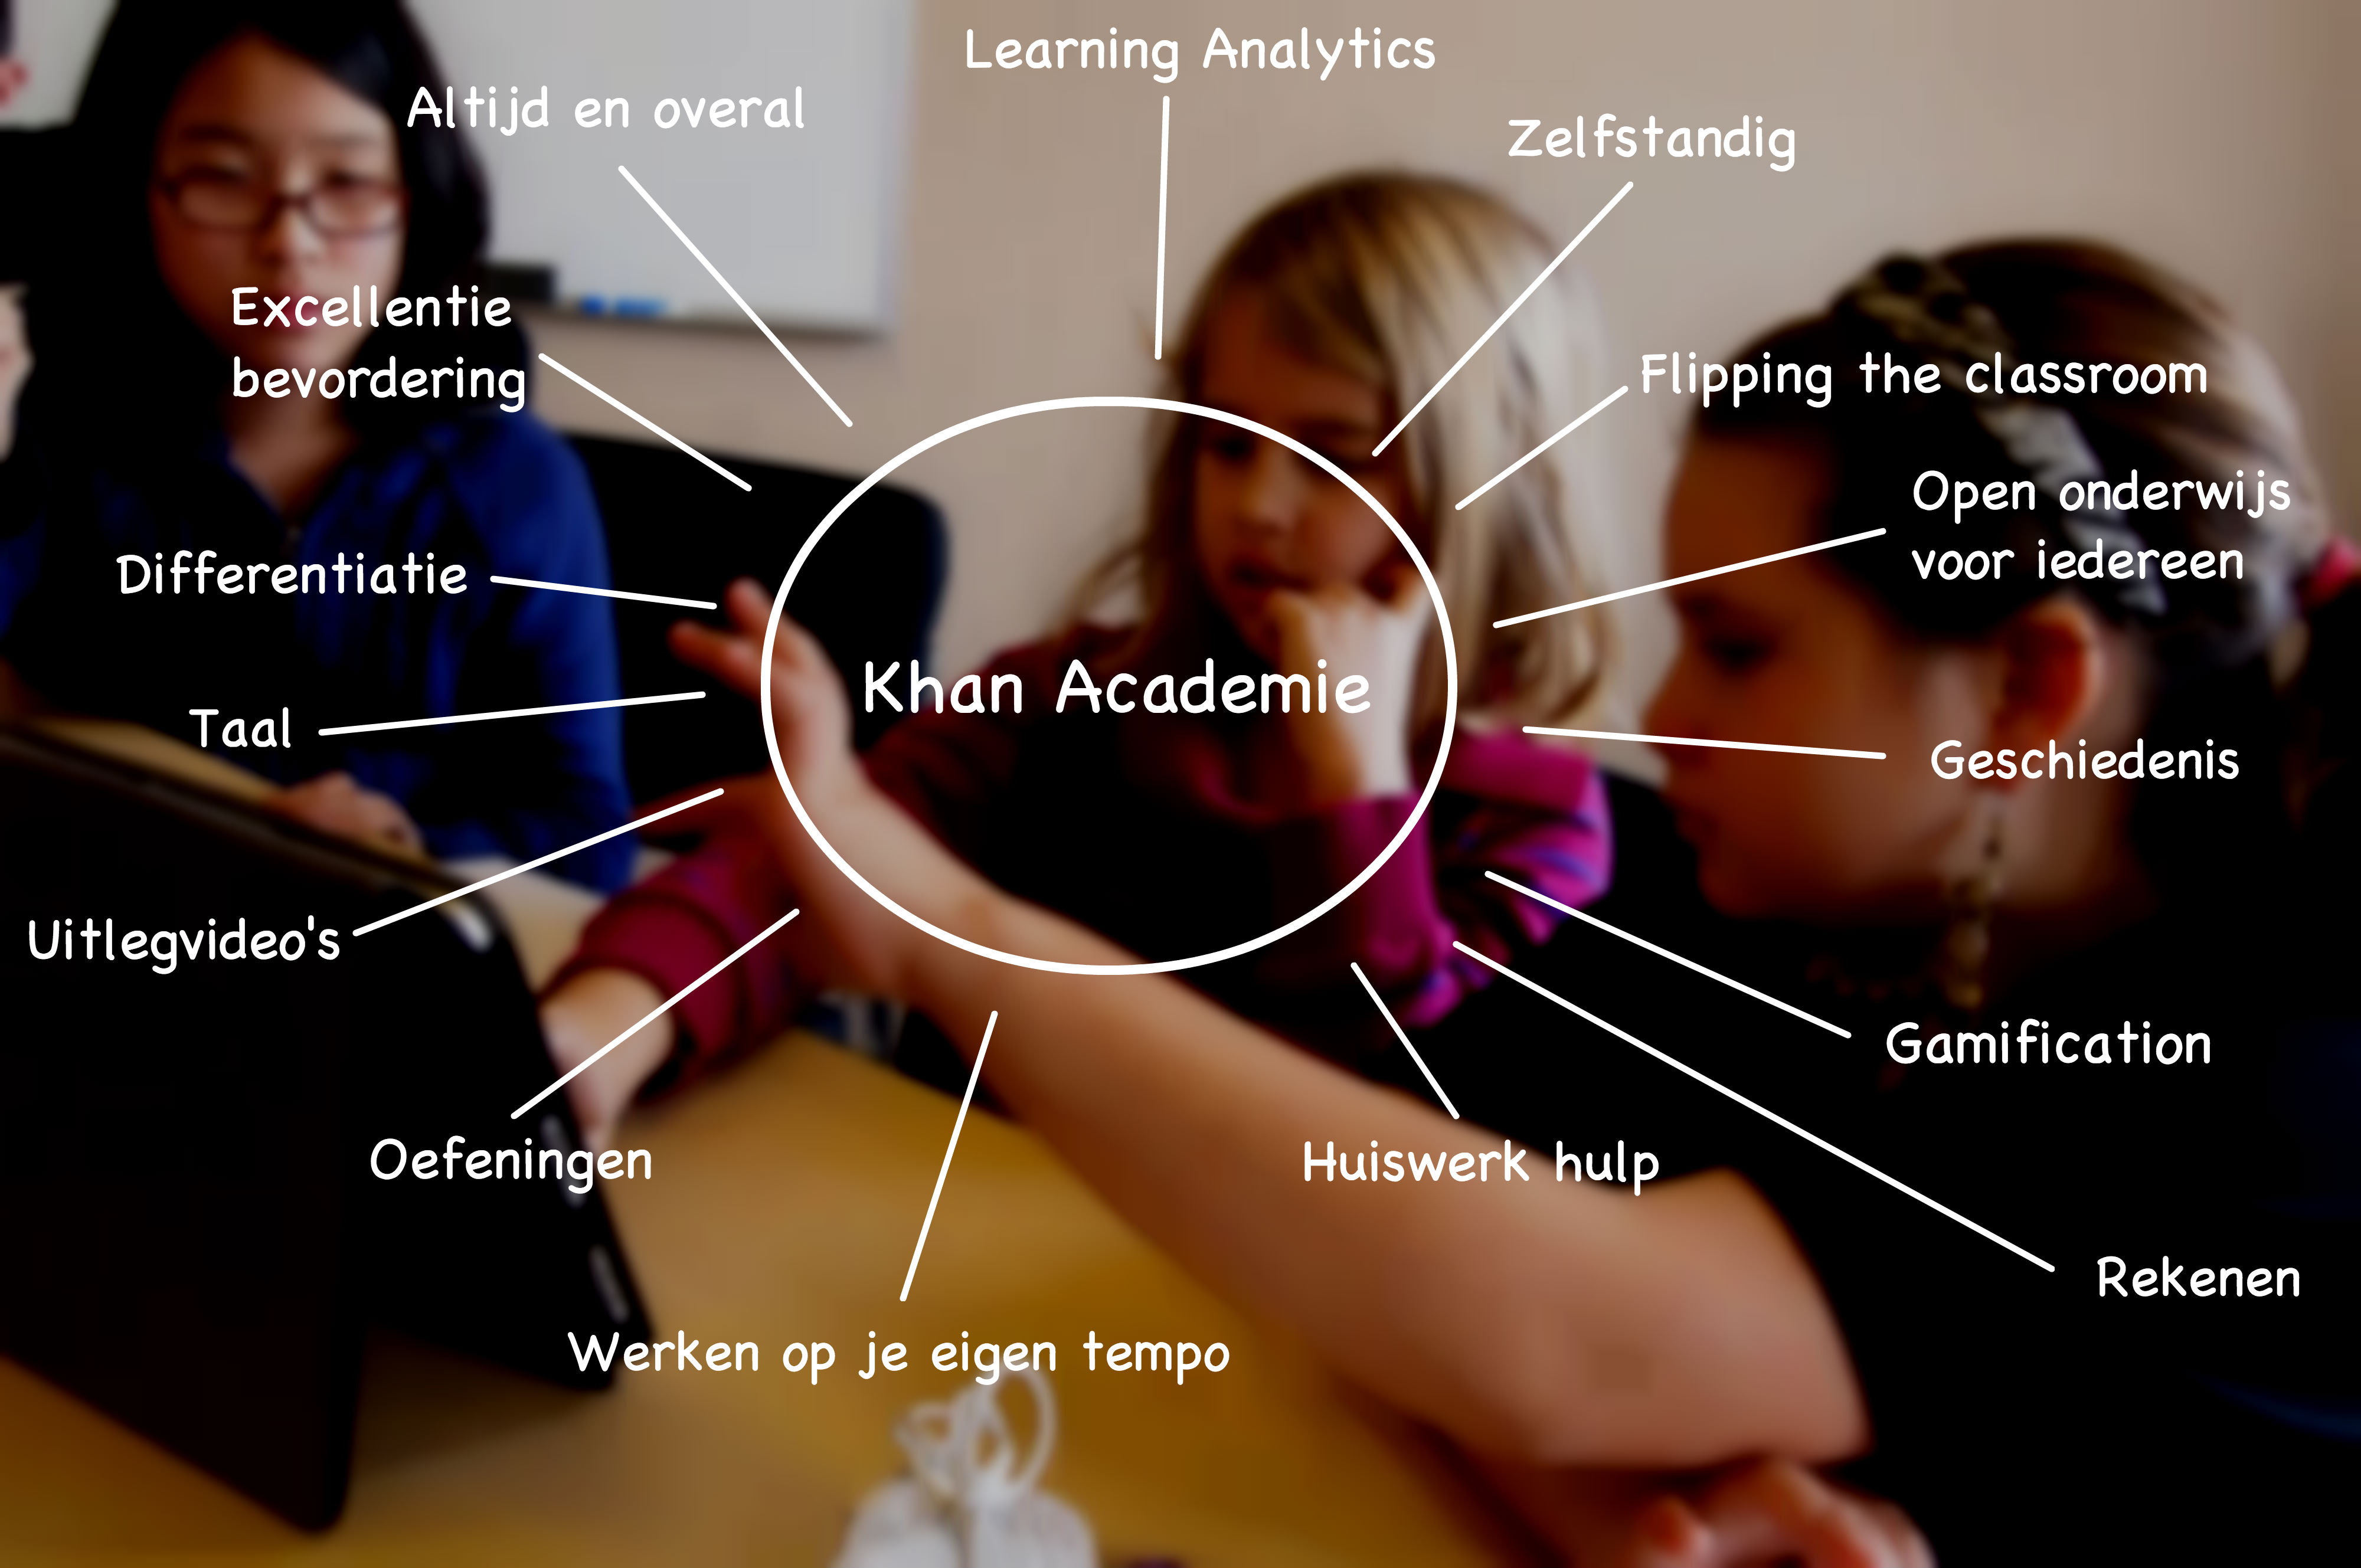 Learning Analytics
Altijd en overal
Zelfstandig
Excellentie
bevordering
Flipping the classroom
Open onderwijs
voor iedereen
Differentiatie
Khan Academie
Taal
Geschiedenis
Uitlegvideo's
Gamification
Oefeningen
Huiswerk hulp
Rekenen
Werken op je eigen tempo